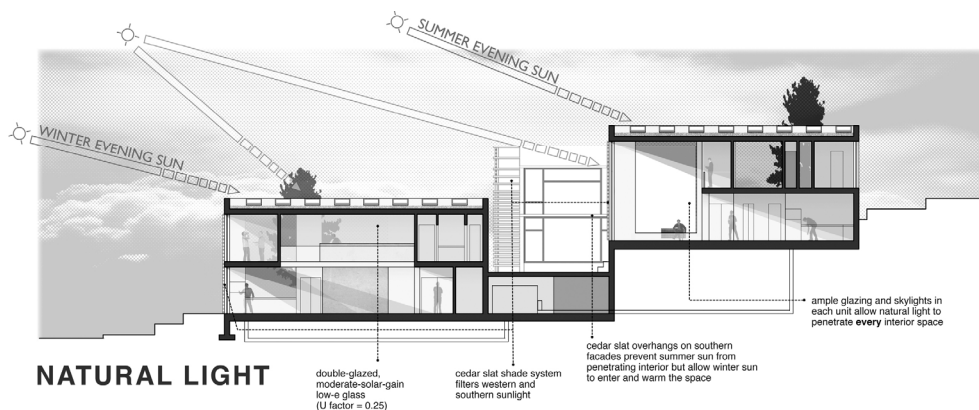 SUMMER EVENING SUN
WINTER EVENING SUN
ample glazing and skylights in
each unit allow natural light to
penetrate every interior space
NATURAL LIGHT
double-glazed,
moderate-solar-gain
low-e glass
(U factor = 0.25)
cedar slat shade system
filters western and
southern sunlight
cedar slat overhangs on southern
facades prevent summer sun from
penetrating interior but allow winter sun
to enter and warm the space